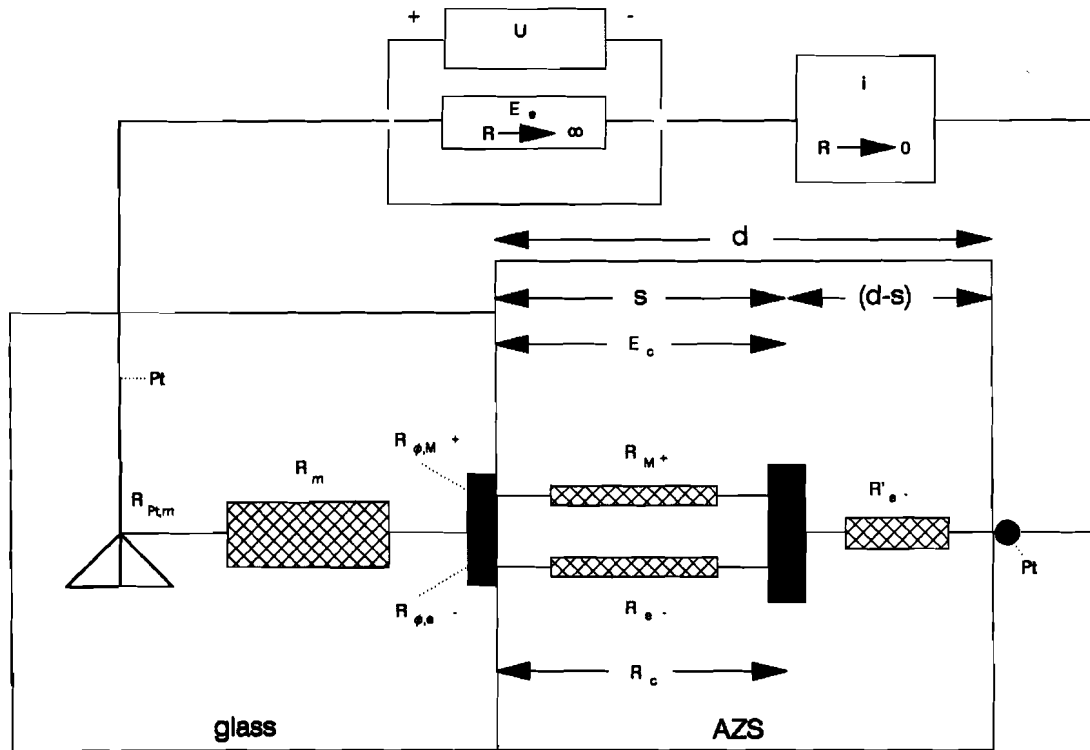 + U -
E e
R ∞
i
R 0
d
s (d-s)
E c
Pt
R ϕ,M +
R m
R M +
R' e -
R Pt,m
Pt
R ϕ,e -
R e -
R c
glass AZS